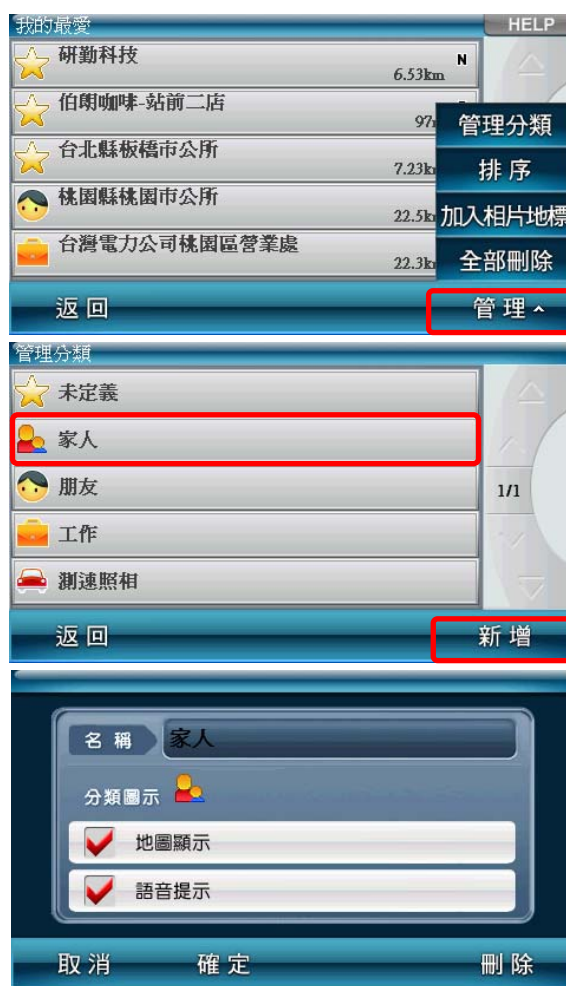 我的最愛
HELP
研勤科技
N
6.53km
伯朗咖啡-站前二店
97
台北縣板橋市公所
7.23k
桃園縣桃園市公所
22.5k
台灣電力公司桃園區營業處
22.3k
管理分類
排 序
加入相片地標
全部刪除
返 回
管 理
管理分類
未定義
家人
朋友
1/1
工作
測速照相
返 回
新 增
名 稱
家人
分類圖示
地圖顯示
語音提示
取 消
確 定
刪 除